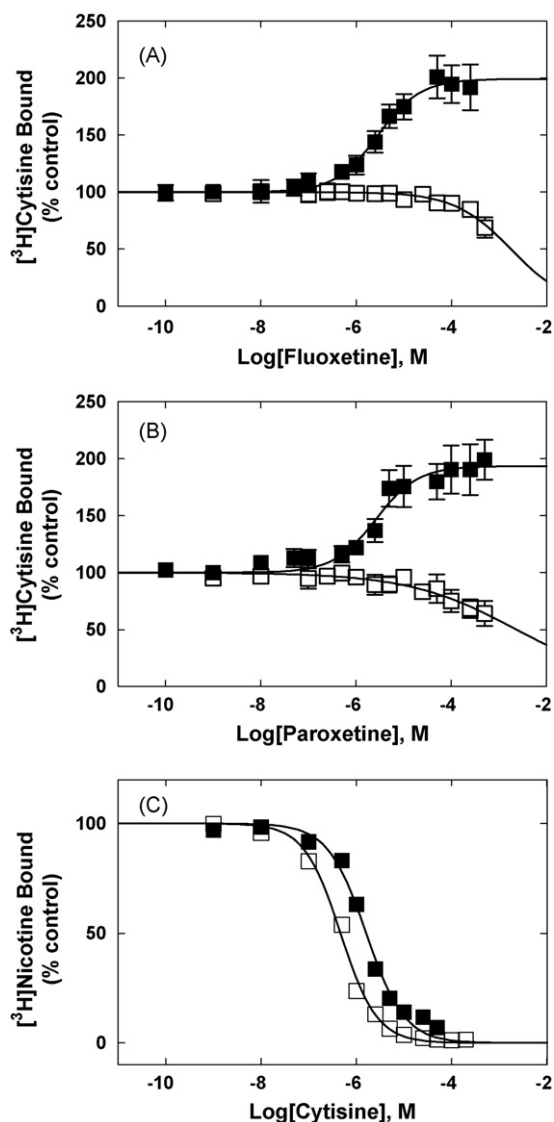 (A)
[³H]Cytisine Bound
(% control)
250
200
150
100
50
0
-10
-8
-6
-4
-2
Log[Fluoxetine], M
(B)
[³H]Cytisine Bound
(% control)
250
200
150
100
50
0
-10
-8
-6
-4
-2
Log[Paroxetine], M
(C)
[³H]Nicotine Bound
(% control)
100
50
0
-10
-8
-6
-4
-2
Log[Cytisine], M